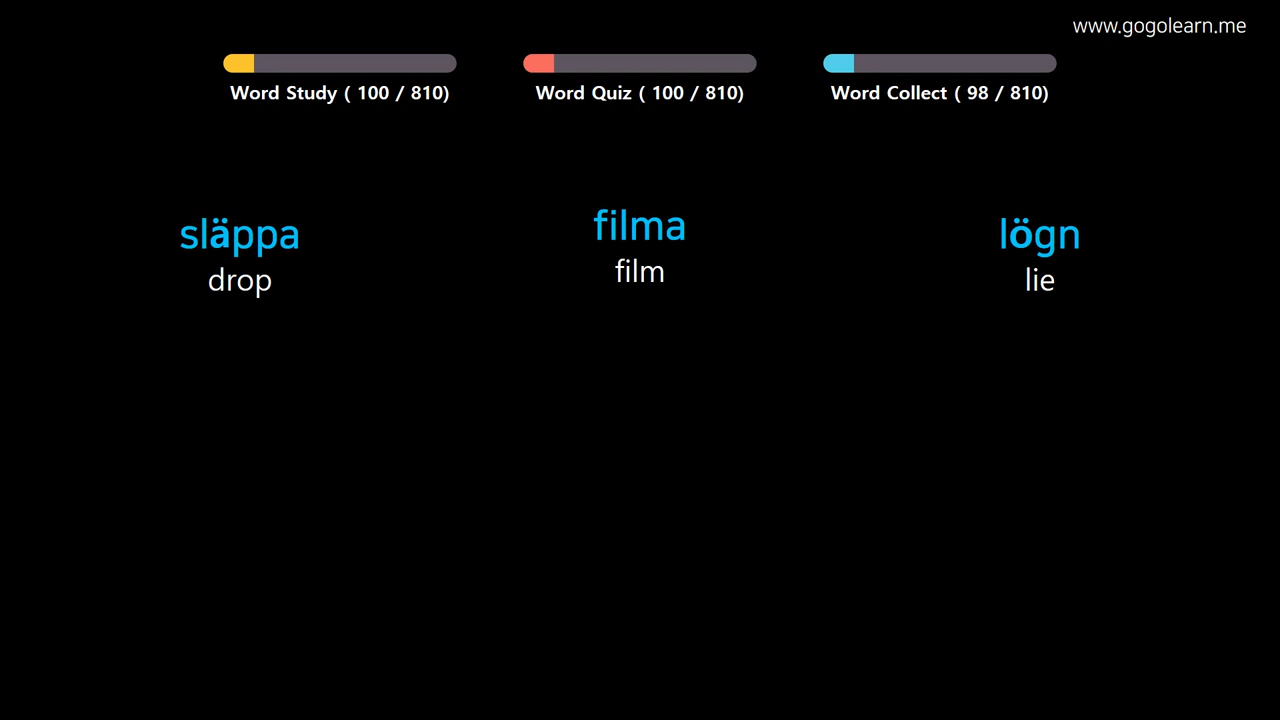 www.gogolearn.me
Word Study ( 100 / 810)
Word Quiz ( 100 / 810)
Word Collect ( 98 / 810)
släppa
drop
filma
film
lögn
lie